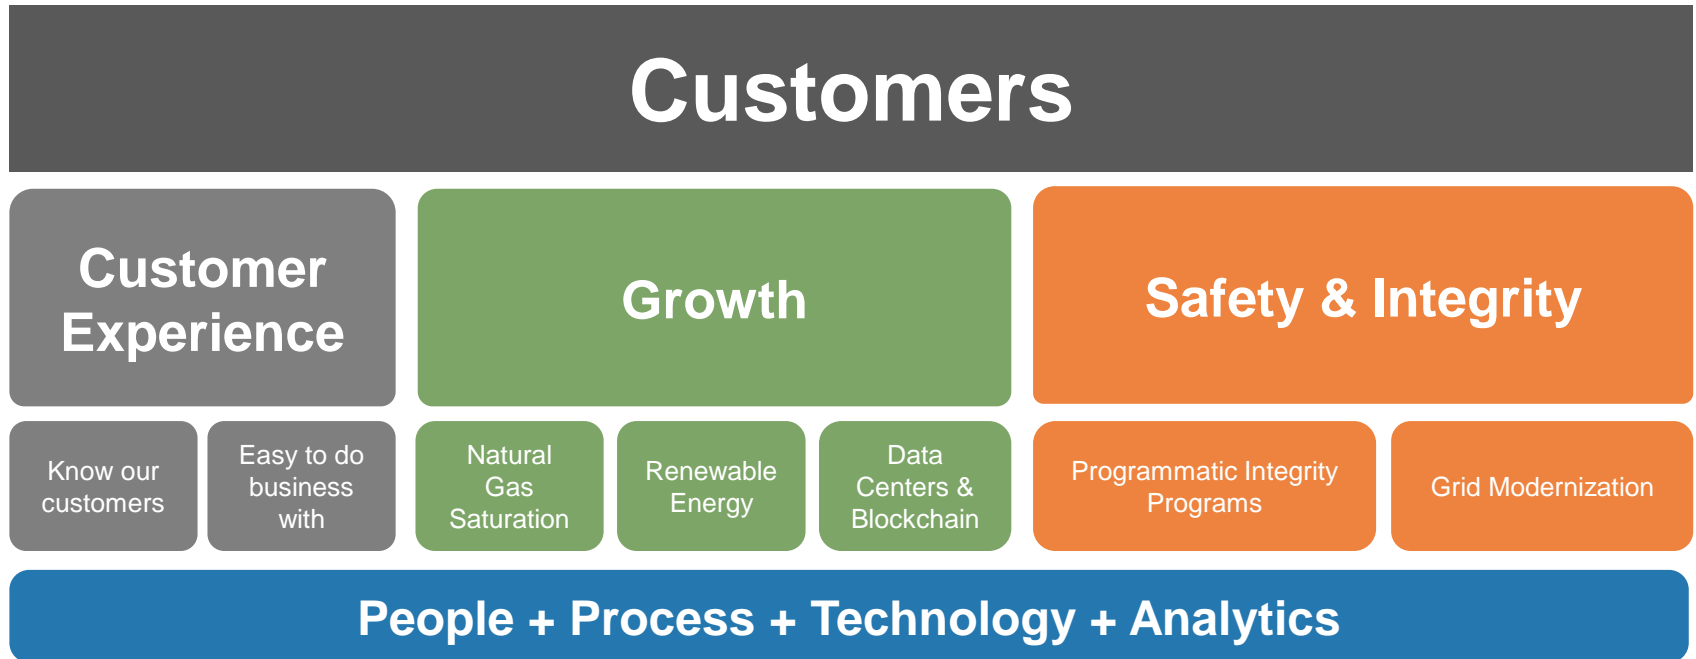 Customers
Customer
Experience
Growth
Safety & Integrity
Know our
customers
Easy to do
business
with
Natural
Gas
Saturation
Renewable
Energy
Data
Centers &
Blockchain
Programmatic Integrity
Programs
Grid Modernization
People + Process + Technology + Analytics